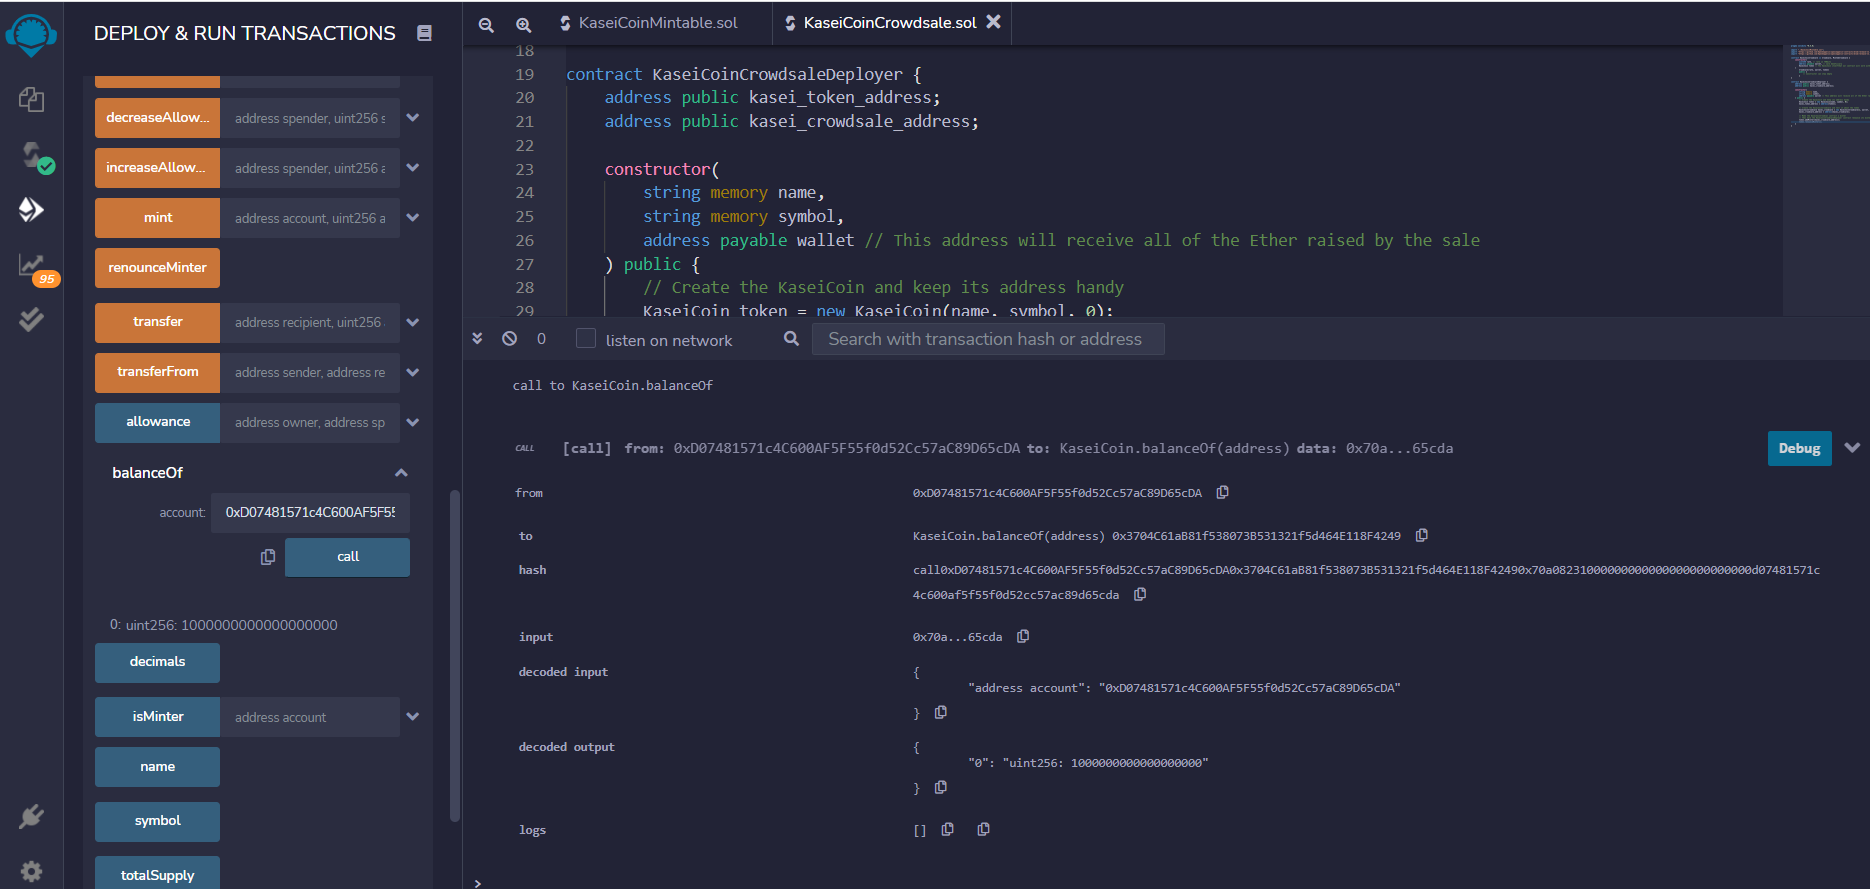 DEPLOY & RUN TRANSACTIONS
decreaseAllow... address spender, uint256 s
increaseAllow... address spender, uint256 a
mint address account, uint256 a
renounceMinter
transfer address recipient, uint256
transferFrom address sender, address re
allowance address owner, address sp
balanceOf
account: 0xD07481571c4C600AF5F55
call
0: uint256: 1000000000000000000
decimals
isMinter address account
name
symbol
totalSupply
95
KaseiCoinMintable.sol
KaseiCoinCrowdsale.sol
18
19 contract KaseiCoinCrowdsaleDeployer {
20 address public kasei_token_address;
21 address public kasei_crowdsale_address;
22
23 constructor(
24 string memory name,
25 string memory symbol,
26 address payable wallet // This address will receive all of the Ether raised by the sale
27 ) public {
28 // Create the KaseiCoin and keep its address handy
29 KaseiCoin token = new KaseiCoin(name, symbol, 0);
0 listen on network Search with transaction hash or address
call to KaseiCoin.balanceOf
CALL [call] from: 0xD07481571c4C600AF5F55f0d52Cc57aC89D65cDA to: KaseiCoin.balanceOf(address) data: 0x70a...65cda
Debug
from 0xD07481571c4C600AF5F55f0d52Cc57aC89D65cDA
to KaseiCoin.balanceOf(address) 0x3704C61aB81f538073B531321f5d464E118F4249
hash call0xD07481571c4C600AF5F55f0d52Cc57aC89D65cDA0x3704C61aB81f538073B531321f5d464E118F42490x70a08231000000000000000000000000d07481571c
4c600af5f55f0d52cc57ac89d65cda
input 0x70a...65cda
decoded input {
"address account": "0xD07481571c4C600AF5F55f0d52Cc57aC89D65cDA"
}
decoded output {
"0": "uint256: 1000000000000000000"
}
logs []
>